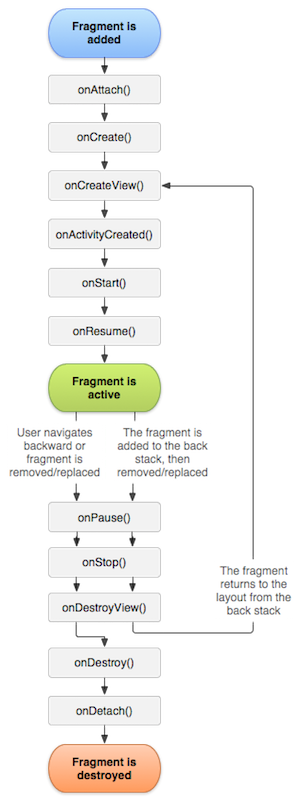 Fragment is
added
onAttach()
onCreate()
onCreateView()
onActivityCreated()
onStart()
onResume()
Fragment is
active
User navigates
backward or
fragment is
removed/replaced
The fragment is
added to the back
stack, then
removed/replaced
onPause()
onStop()
onDestroyView()
The fragment
returns to the
layout from the
back stack
onDestroy()
onDetach()
Fragment is
destroyed